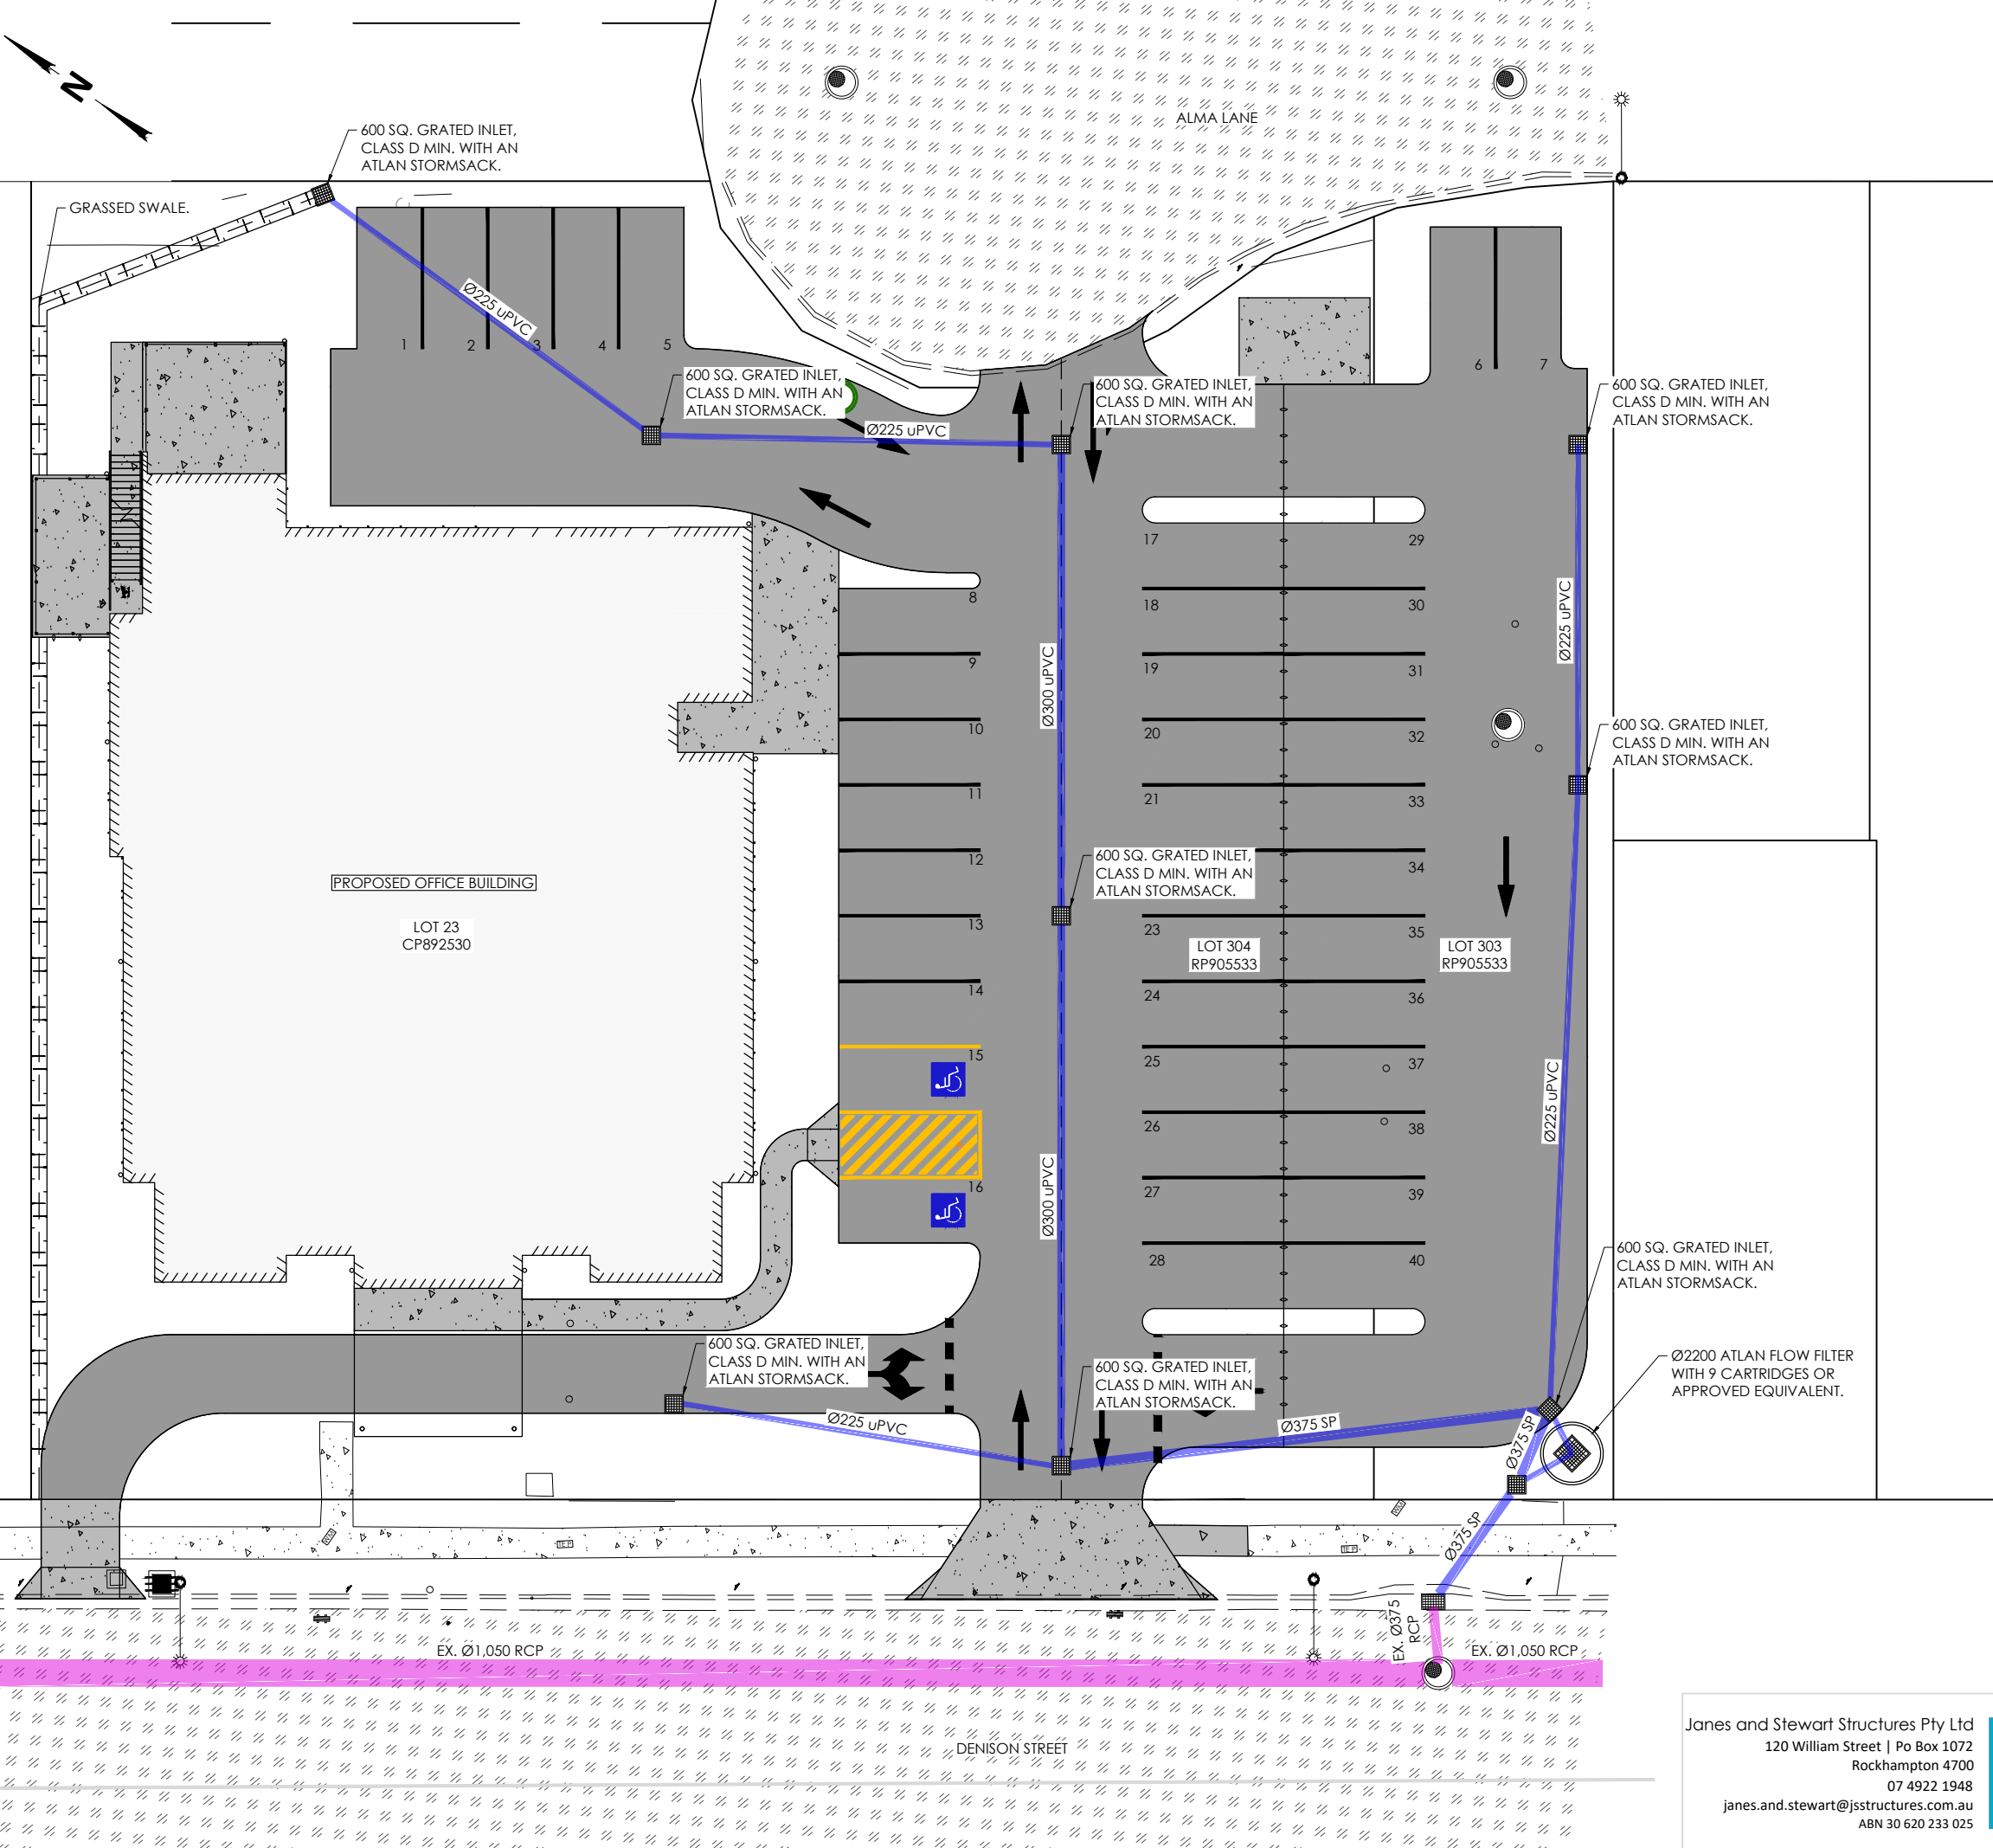 N
600 SQ. GRATED INLET,
CLASS D MIN. WITH AN
ATLAN STORMSACK.
ALMA LANE
GRASSED SWALE.
Ø225 uPVC
1
2
3
4
5
6
7
600 SQ. GRATED INLET,
CLASS D MIN. WITH AN
ATLAN STORMSACK.
Ø225 uPVC
600 SQ. GRATED INLET,
CLASS D MIN. WITH AN
ATLAN STORMSACK.
600 SQ. GRATED INLET,
CLASS D MIN. WITH AN
ATLAN STORMSACK.
17
29
8
18
30
Ø225 uPVC
9
19
31
Ø300 uPVC
10
20
32
600 SQ. GRATED INLET,
CLASS D MIN. WITH AN
ATLAN STORMSACK.
11
21
33
12
600 SQ. GRATED INLET,
CLASS D MIN. WITH AN
ATLAN STORMSACK.
34
PROPOSED OFFICE BUILDING
LOT 23
CP892530
13
23
35
LOT 304
RP905533
LOT 303
RP905533
14
24
36
15
25
37
Ø225 uPVC
26
38
16
27
39
Ø300 uPVC
28
40
600 SQ. GRATED INLET,
CLASS D MIN. WITH AN
ATLAN STORMSACK.
600 SQ. GRATED INLET,
CLASS D MIN. WITH AN
ATLAN STORMSACK.
600 SQ. GRATED INLET,
CLASS D MIN. WITH AN
ATLAN STORMSACK.
Ø2200 ATLAN FLOW FILTER
WITH 9 CARTRIDGES OR
APPROVED EQUIVALENT.
Ø225 uPVC
Ø375 SP
Ø375 SP
Ø375 SP
EX. Ø375
RCP
EX. Ø1,050 RCP
EX. Ø1,050 RCP
DENISON STREET
Janes and Stewart Structures Pty Ltd
120 William Street | Po Box 1072
Rockhampton 4700
07 4922 1948
janes.and.stewart@jsstructures.com.au
ABN 30 620 233 025